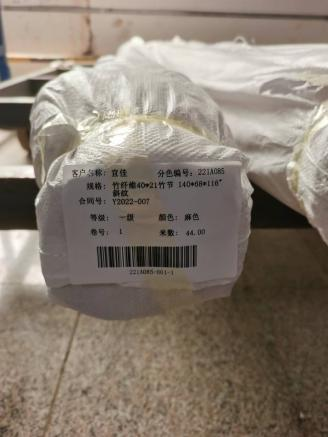 客户名称: 宜佳 分色编号: 221A085
规格: 竹纤维40*21竹节 140*68*116"
斜纹
合同号: Y2022-007
等级: 一级 颜色: 麻色
卷号: 1 米数: 44.00
221A085-001-1